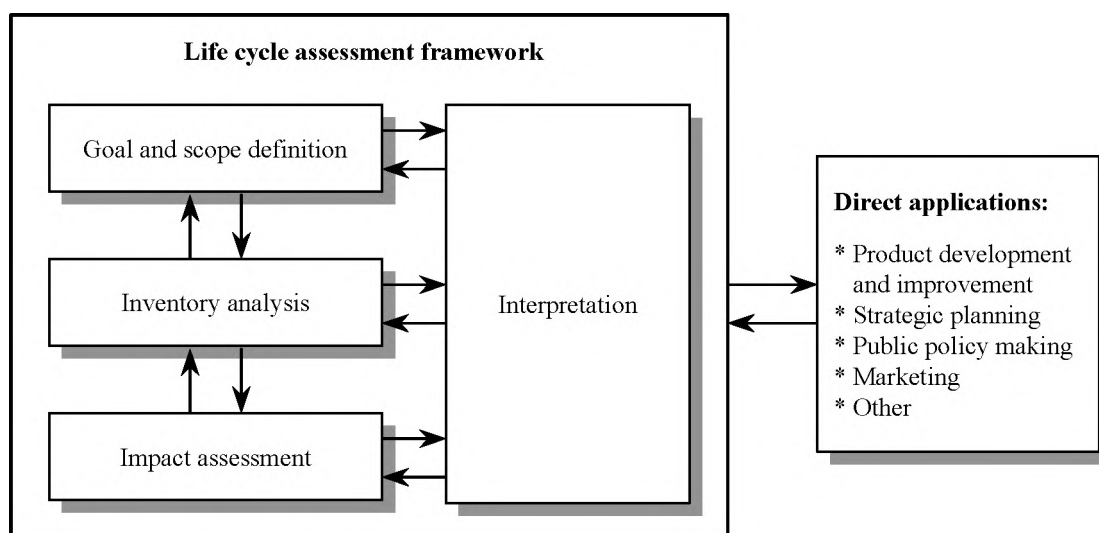 Life cycle assessment framework
Goal and scope definition
Inventory analysis
Impact assessment
Interpretation
Direct applications:
* Product development
and improvement
* Strategic planning
* Public policy making
* Marketing
* Other